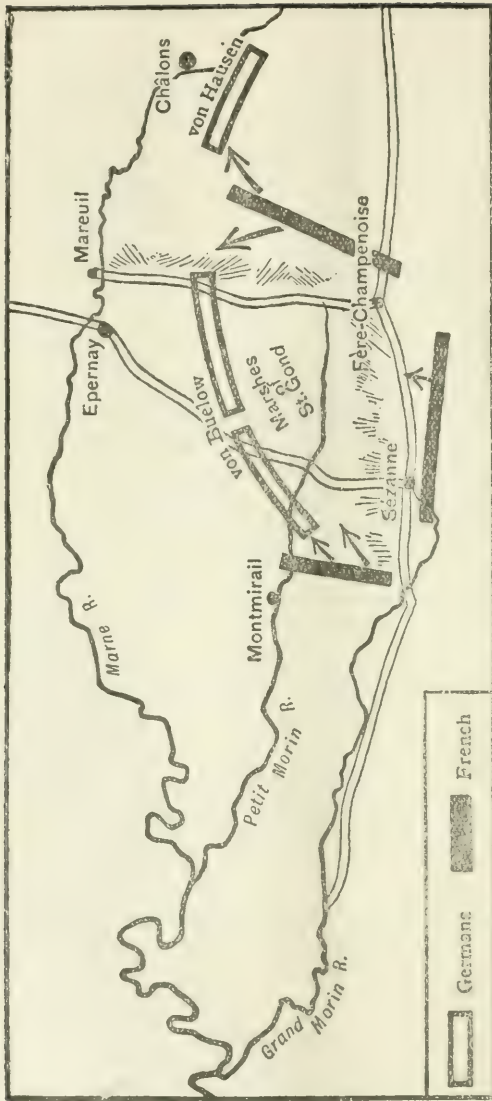 Châlons
von Hausen
Mareuil
Epernay
von Buelow
Marshes
of
St. Gond
Fère-Champenoise
Sezanne
Montmirail
Marne R.
Petit Morin R.
Grand
Morin R.
Germans
French